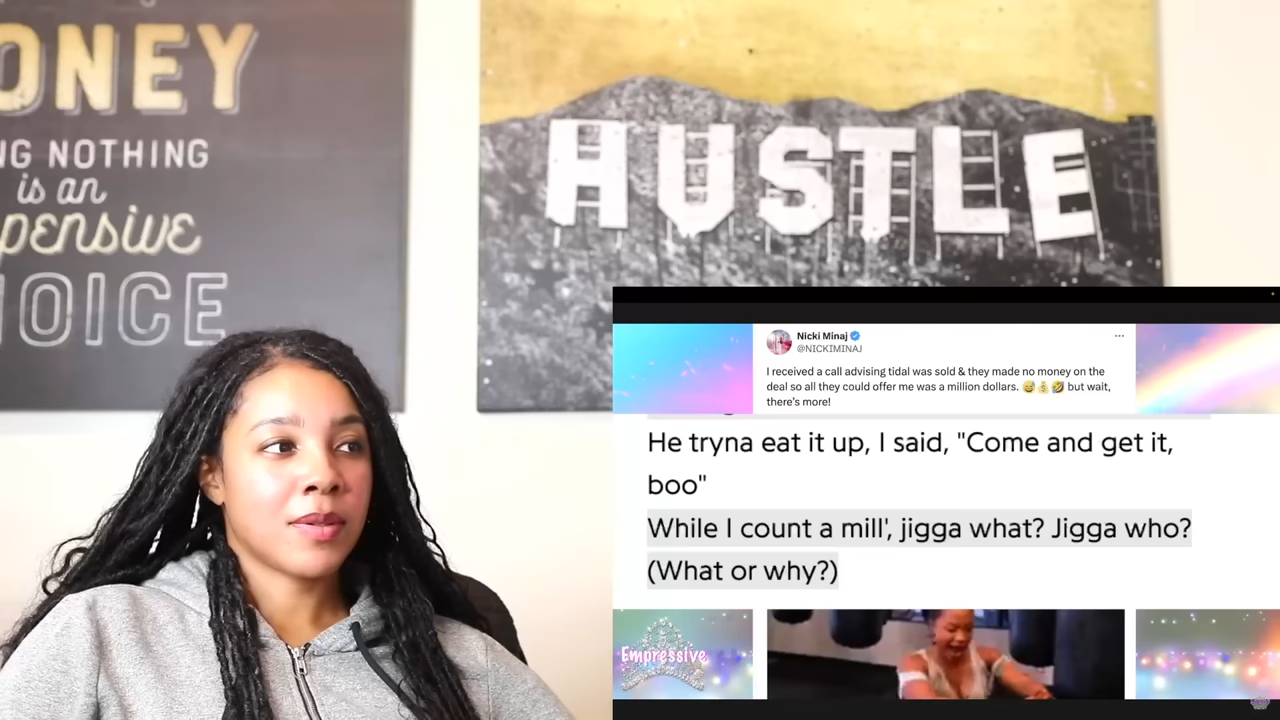 ONEY
NG NOTHING
is an
pensive
HOICE
HUSTLE
Nicki Minaj
@NICKIMINAJ
I received a call advising tidal was sold & they made no money on the
deal so all they could offer me was a million dollars. 😅💰🤣 but wait,
there's more!
He tryna eat it up, I said, "Come and get it,
boo"
While I count a mill', jigga what? Jigga who?
(What or why?)
Empressive